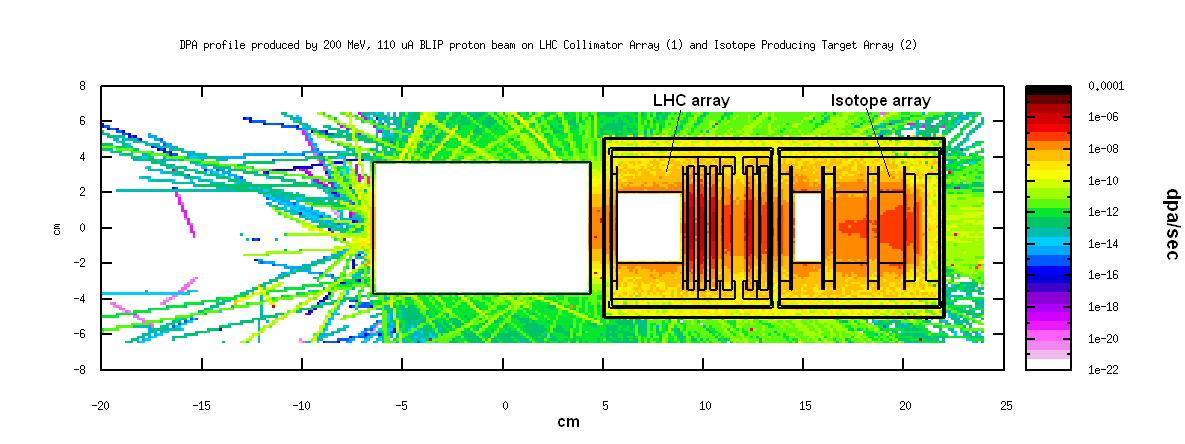 DPA profile produced by 200 MeV, 110 uA BLIP proton beam on LHC Collimator Array (1) and Isotope Producing Target Array (2)
LHC array
Isotope array
8
6
4
2
0
-2
-4
-6
-8
cm
-20
-15
-10
-5
0
5
10
15
20
25
cm
0.0001
1e-06
1e-08
1e-10
1e-12
1e-14
1e-16
1e-18
1e-20
1e-22
dpa/sec